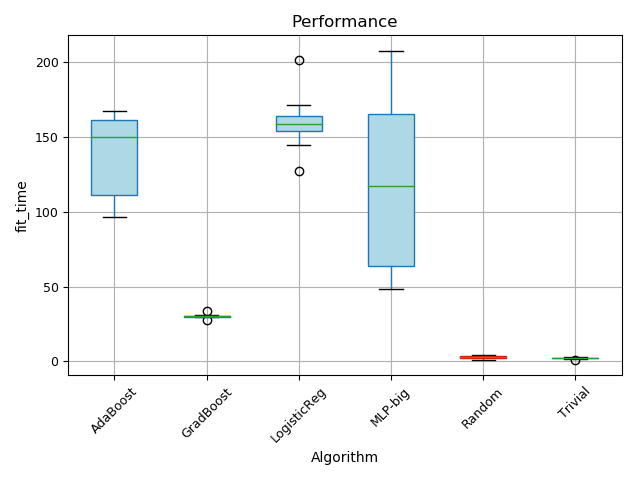 Performance
fit_time
200
150
100
50
0
AdaBoost
GradBoost
LogisticReg
MLP-big
Random
Trivial
Algorithm